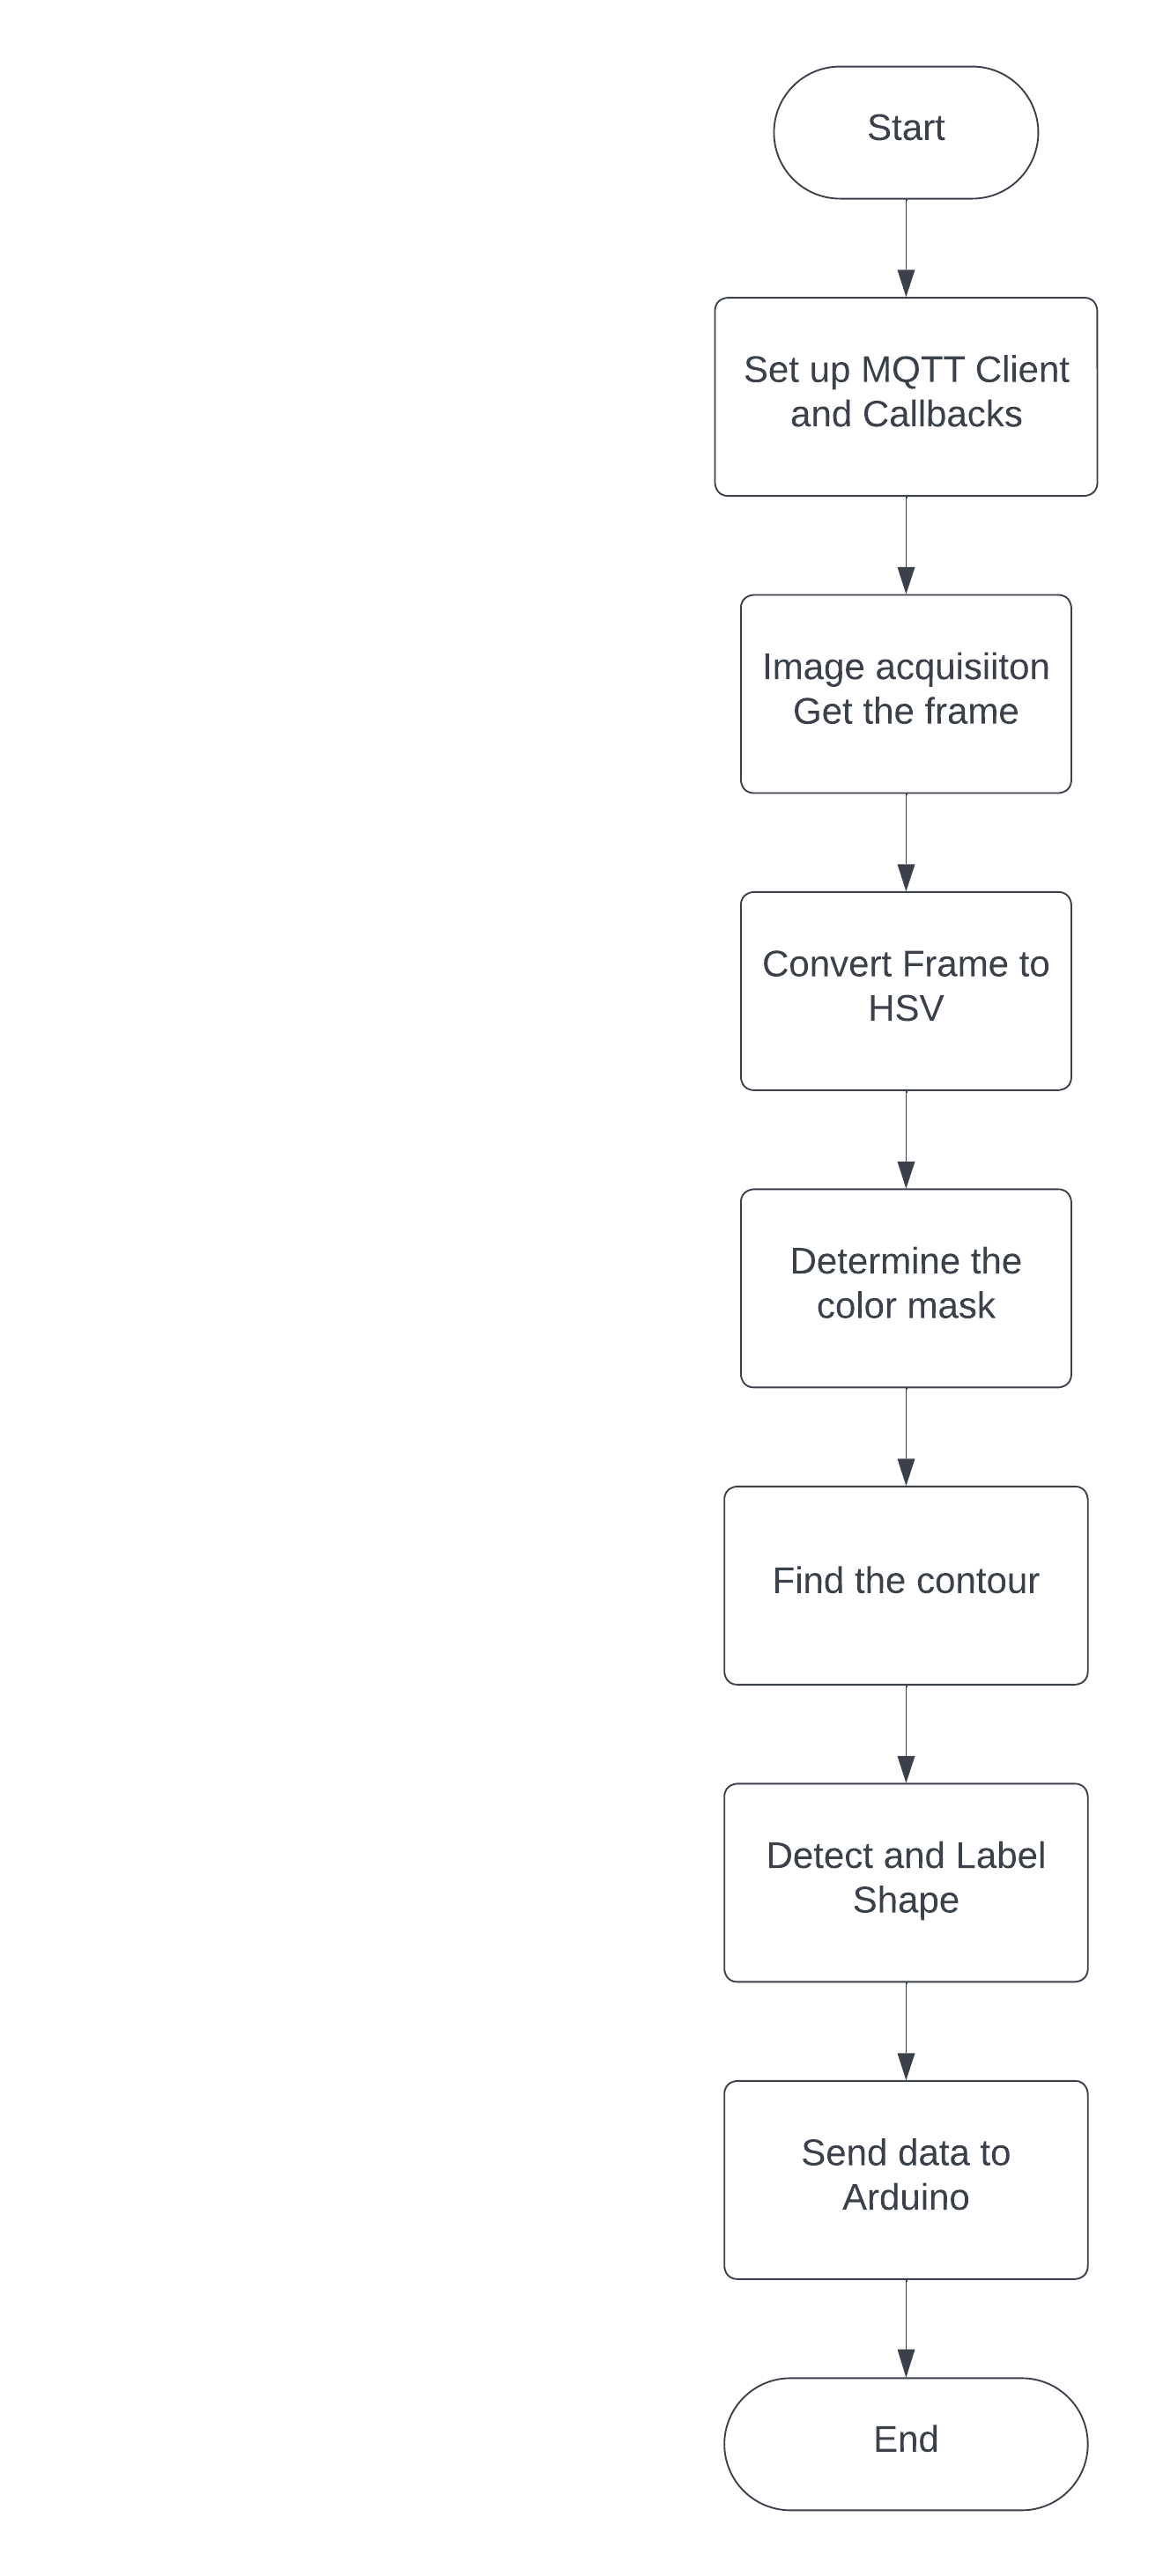 Start
Set up MQTT Client
and Callbacks
Image acquisiiton
Get the frame
Convert Frame to
HSV
Determine the
color mask
Find the contour
Detect and Label
Shape
Send data to
Arduino
End